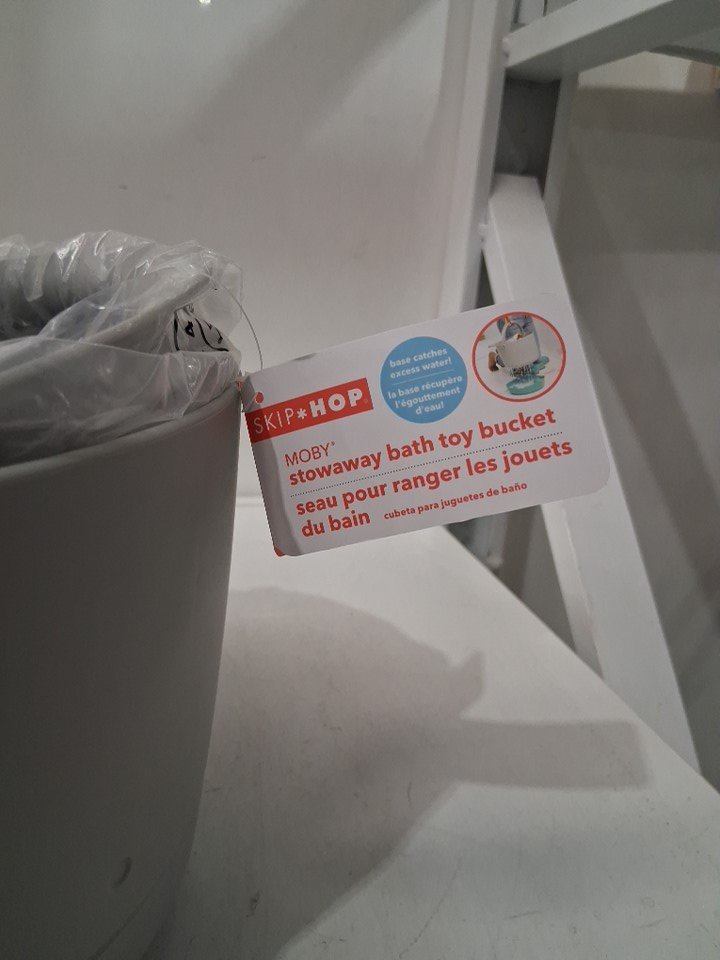 SKIP*HOP®
base catches
excess water!
la base récupère
l'égouttement
d'eau!
MOBY®
stowaway bath toy bucket
seau pour ranger les jouets
du bain cubeta para juguetes de baño